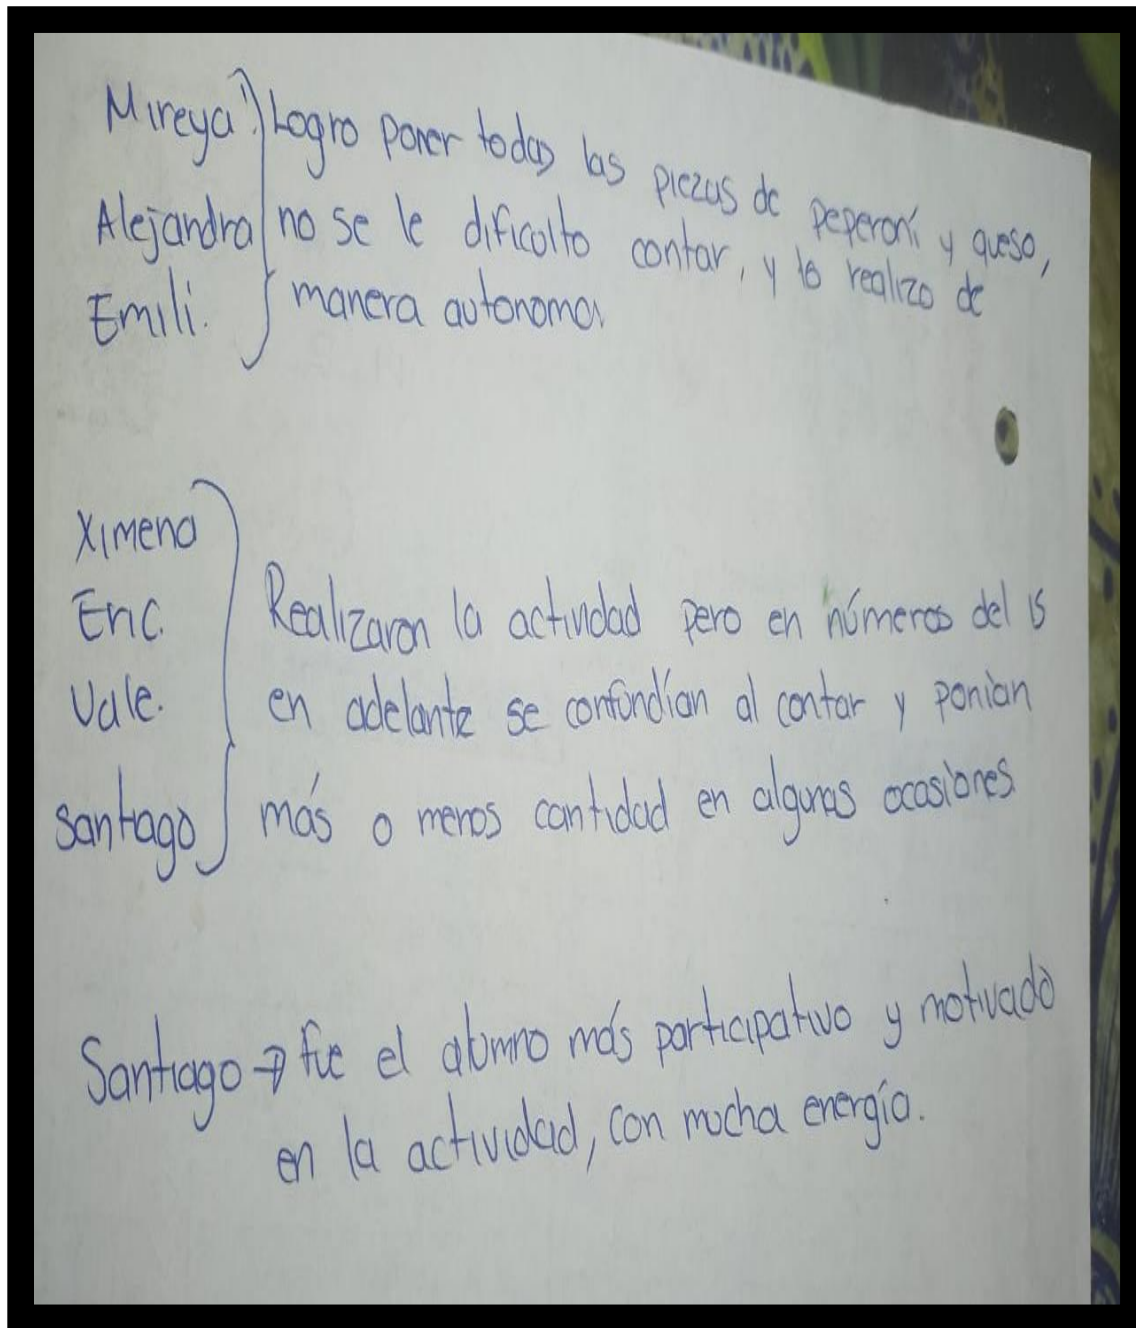 Mireya
Alejandra
Emili.
Logro poner todas las piezas de peperoní y queso,
no se le dificulto contar, y lo realizo de
manera autonoma
Ximena
Eric.
Vale.
Santiago
Realizaron la actividad pero en números del 15
en adelante se confundían al contar y ponian
más o menos cantidad en algunas ocasiones
Santiago → fue el alumno más participativo y motivado
en la actividad, con mucha energía.